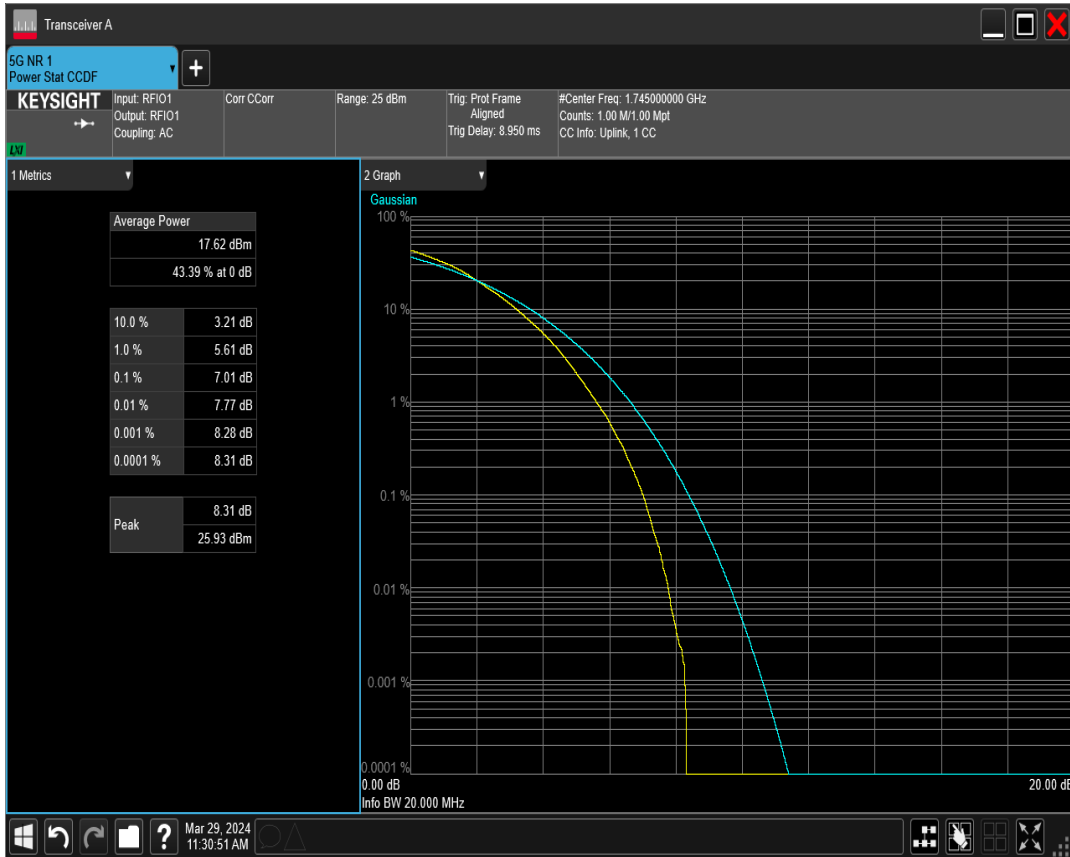 Transceiver A
5G NR 1
Power Stat CCDF
KEYSIGHT
LXI
Input: RFIO1
Output: RFIO1
Coupling: AC
Corr CCorr
Range: 25 dBm
Trig: Prot Frame
Aligned
Trig Delay: 8.950 ms
#Center Freq: 1.745000000 GHz
Counts: 1.00 M/1.00 Mpt
CC Info: Uplink, 1 CC
1 Metrics
Average Power
17.62 dBm
43.39 % at 0 dB
10.0 % 3.21 dB
1.0 % 5.61 dB
0.1 % 7.01 dB
0.01 % 7.77 dB
0.001 % 8.28 dB
0.0001 % 8.31 dB
Peak
8.31 dB
25.93 dBm
2 Graph
Gaussian
100 %
10 %
1 %
0.1 %
0.01 %
0.001 %
0.0001 %
0.00 dB 20.00 dB
Info BW 20.000 MHz
?
Mar 29, 2024
11:30:51 AM